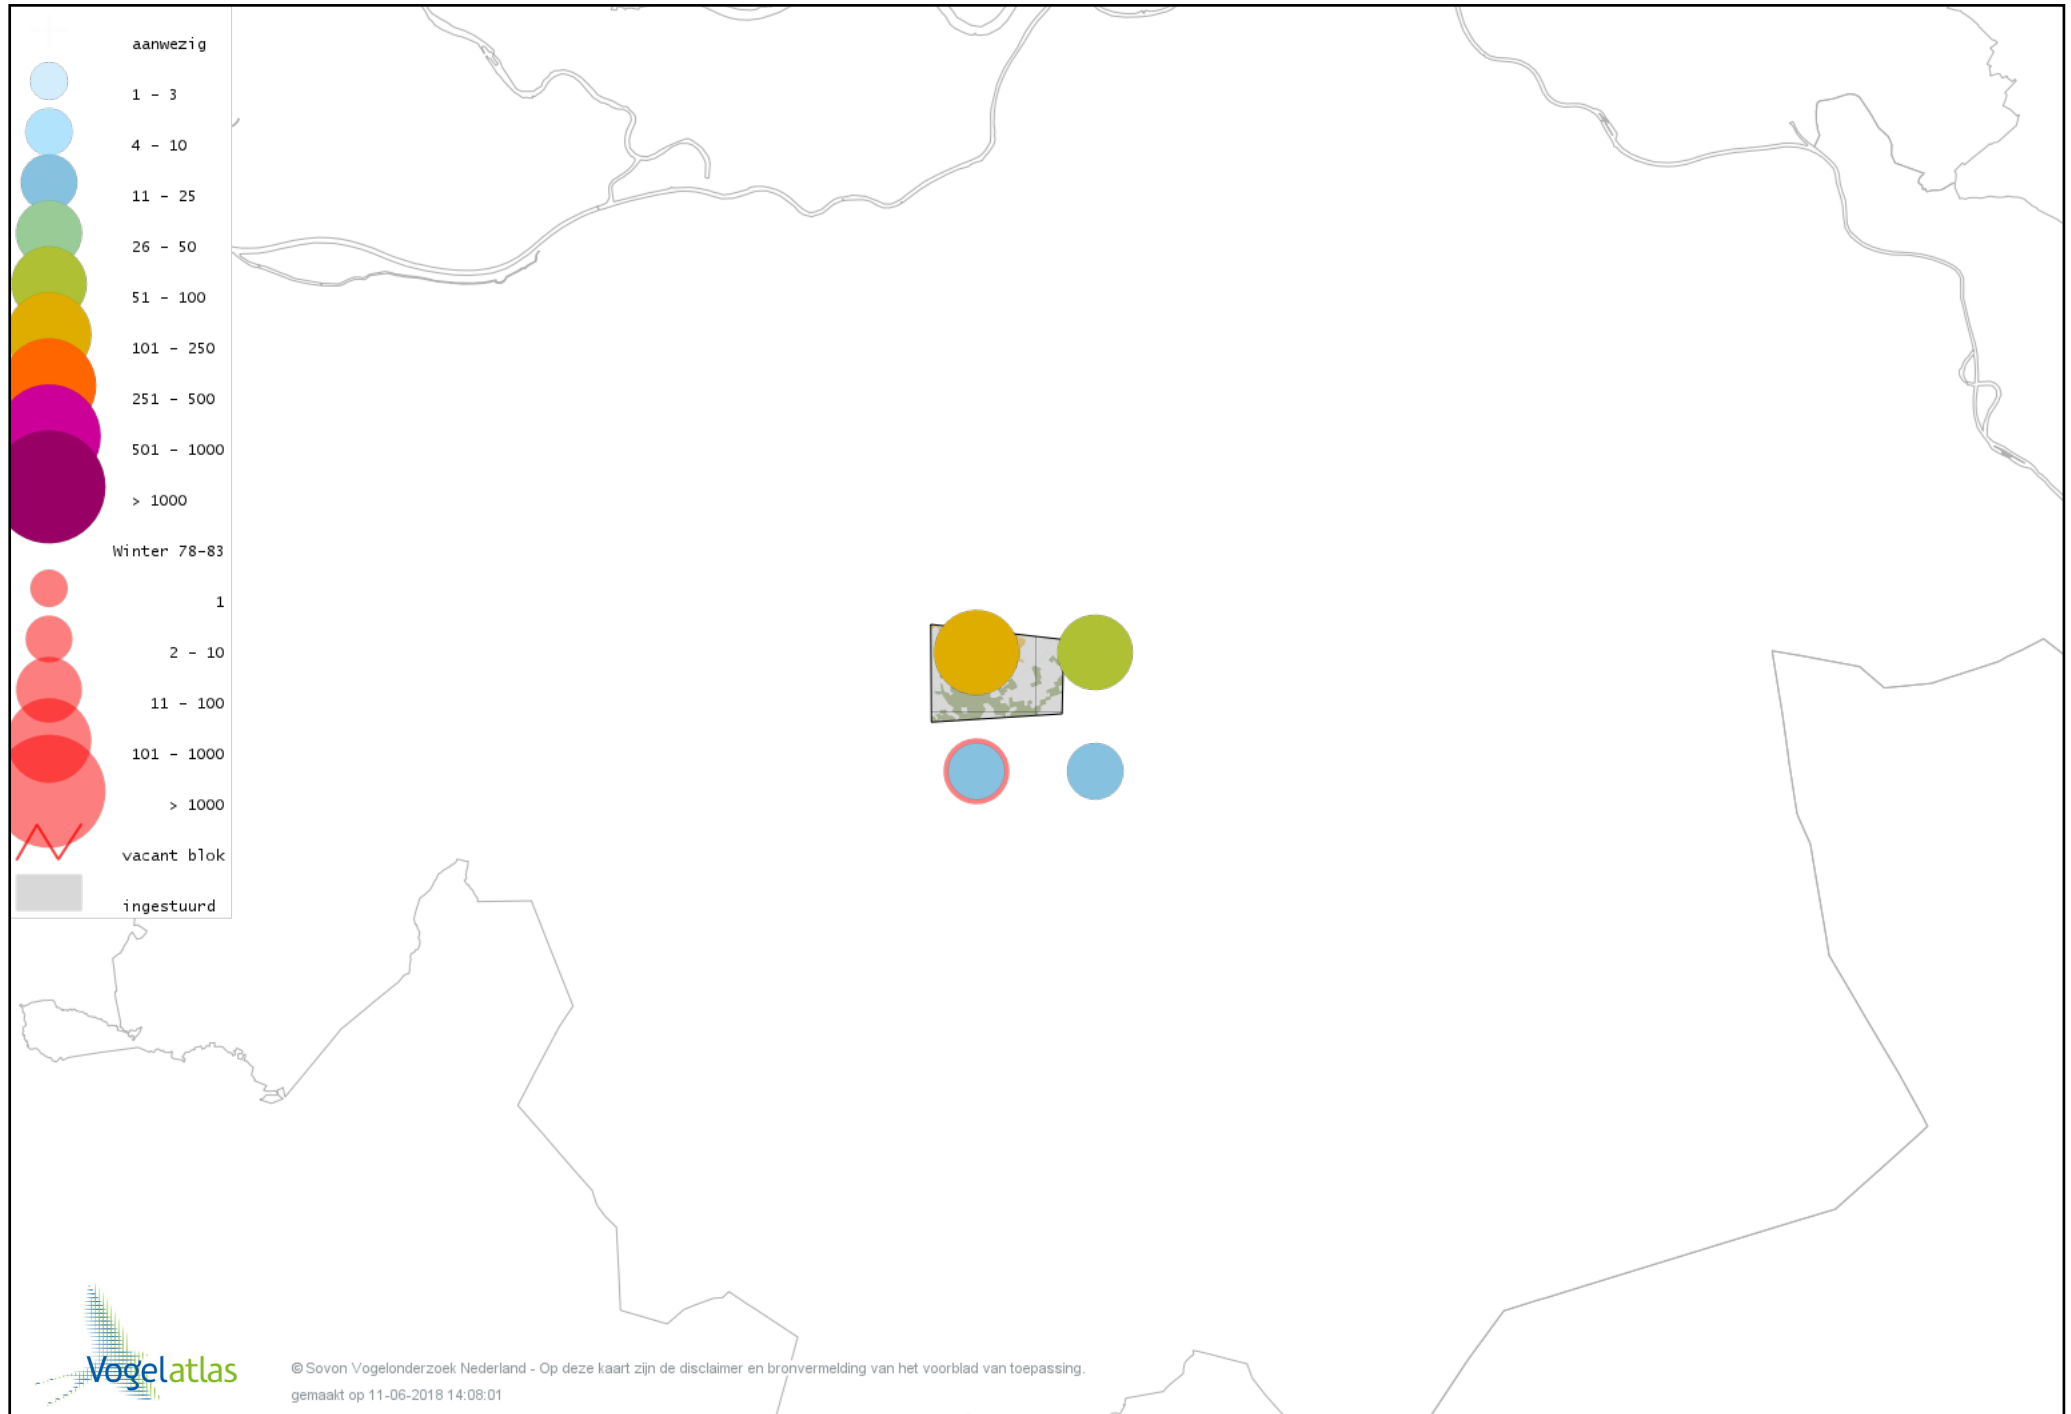 aanwezig
1 - 3
4 - 10
11 - 25
26 - 50
51 - 100
101 - 250
251 - 500
501 - 1000
> 1000
Winter 78-83
1
2 - 10
11 - 100
101 - 1000
> 1000
vacant blok
ingestuurd
Vogelatlas
© Sovon Vogelonderzoek Nederland - Op deze kaart zijn de disclaimer en bronvermelding van het voorblad van toepassing.
gemaakt op 11-06-2018 14:08:01